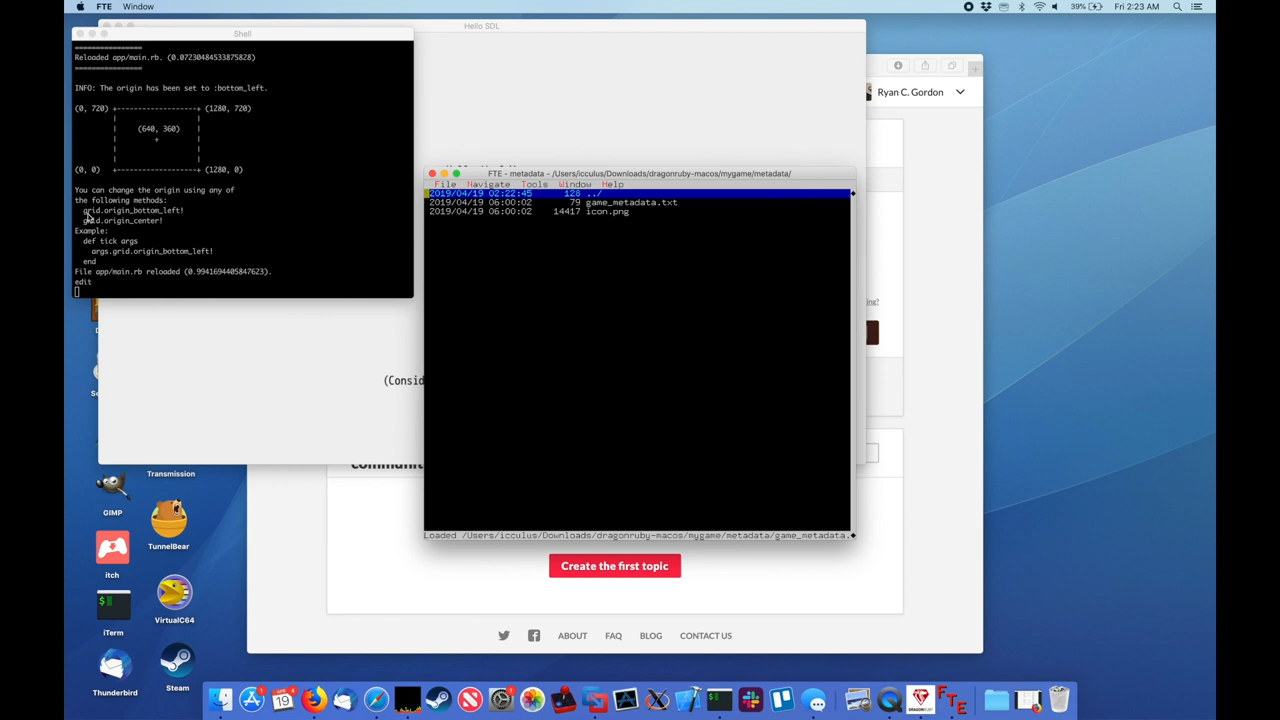 FTE Window
39% Fri 2:23 AM
Hello SDL
Shell
================
Reloaded app/main.rb. (0.07230484533875828)
================
INFO: The origin has been set to :bottom_left.
(0, 720) +-------------------+ (1280, 720)
| |
| (640, 360) |
| + |
| |
| |
(0, 0) +-------------------+ (1280, 0)
You can change the origin using any of
the following methods:
grid.origin_bottom_left!
grid.origin_center!
Example:
def tick args
args.grid.origin_bottom_left!
end
File app/main.rb reloaded (0.9941694405847623).
edit
Ryan C. Gordon
FTE - metadata - /Users/icculus/Downloads/dragonruby-macos/mygame/metadata/
File Navigate Tools Window Help
2019/04/19 02:22:45 128 ../
2019/04/19 06:00:02 79 game_metadata.txt
2019/04/19 06:00:02 14417 icon.png
Loaded /Users/icculus/Downloads/dragonruby-macos/mygame/metadata/game_metadata.
(Consid
Transmission
GIMP
TunnelBear
itch
VirtualC64
iTerm
Thunderbird
Steam
Create the first topic
ABOUT FAQ BLOG CONTACT US
DRAGONRUBY
FTE